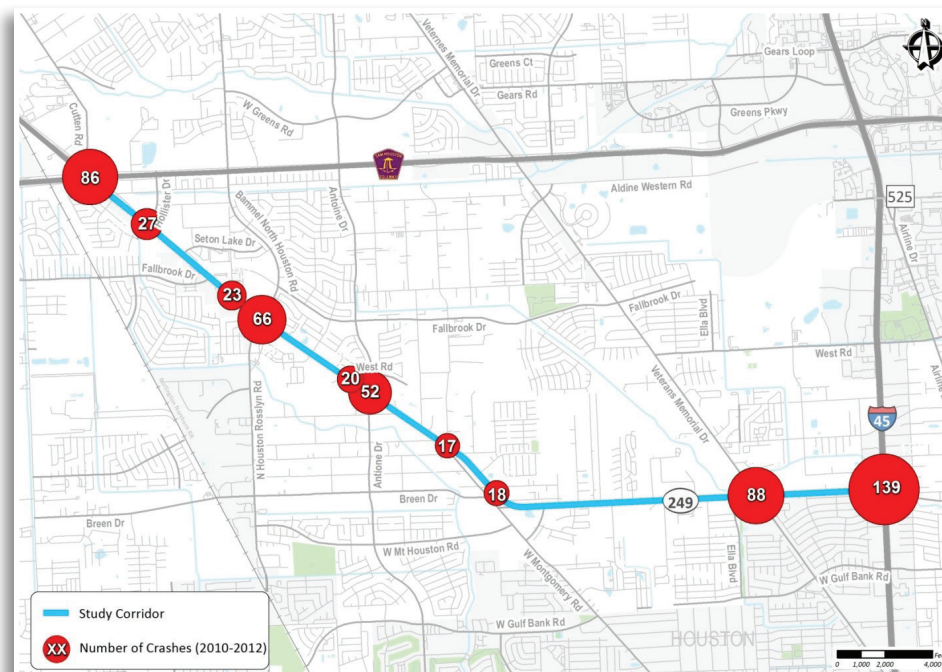 Veternes Memorial Dr
Greens Ct
Gears Loop
Gears Rd
Greens Pkwy
Cutten Rd
W Greens Rd
86
Hollister Dr
27
Bammel North Houston Rd
Antoine Dr
Aldine Western Rd
525
Airline Dr
Seton Lake Dr
Fallbrook Dr
23
66
Fallbrook Dr
Fallbrook Dr
Ella Blvd
West Rd
West Rd
20
52
N Houston Rosslyn Rd
Veterans Memorial Dr
45
17
Antione Dr
18
Breen Dr
249
88
139
Breen Dr
W Mt Houston Rd
W Montgomery Rd
Ella Blvd
W Gulf Bank Rd
W Gulf Bank Rd
HOUSTON
Study Corridor
XX Number of Crashes (2010-2012)
0 1,000 2,000 4,000